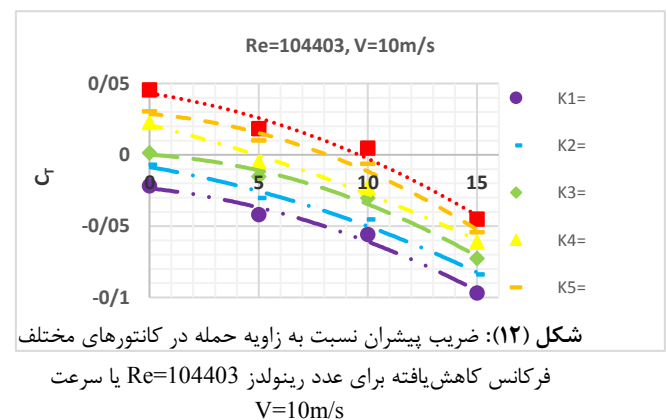 Re=104403, V=10m/s
0/05
0
-0/05
-0/1
C_T
0
5
10
15
K1=
K2=
K3=
K4=
K5=
شکل (۱۲): ضریب پیشران نسبت به زاویه حمله در کانتورهای مختلف
فرکانس کاهش‌یافته برای عدد رینولدز Re=104403 یا سرعت
V=10m/s